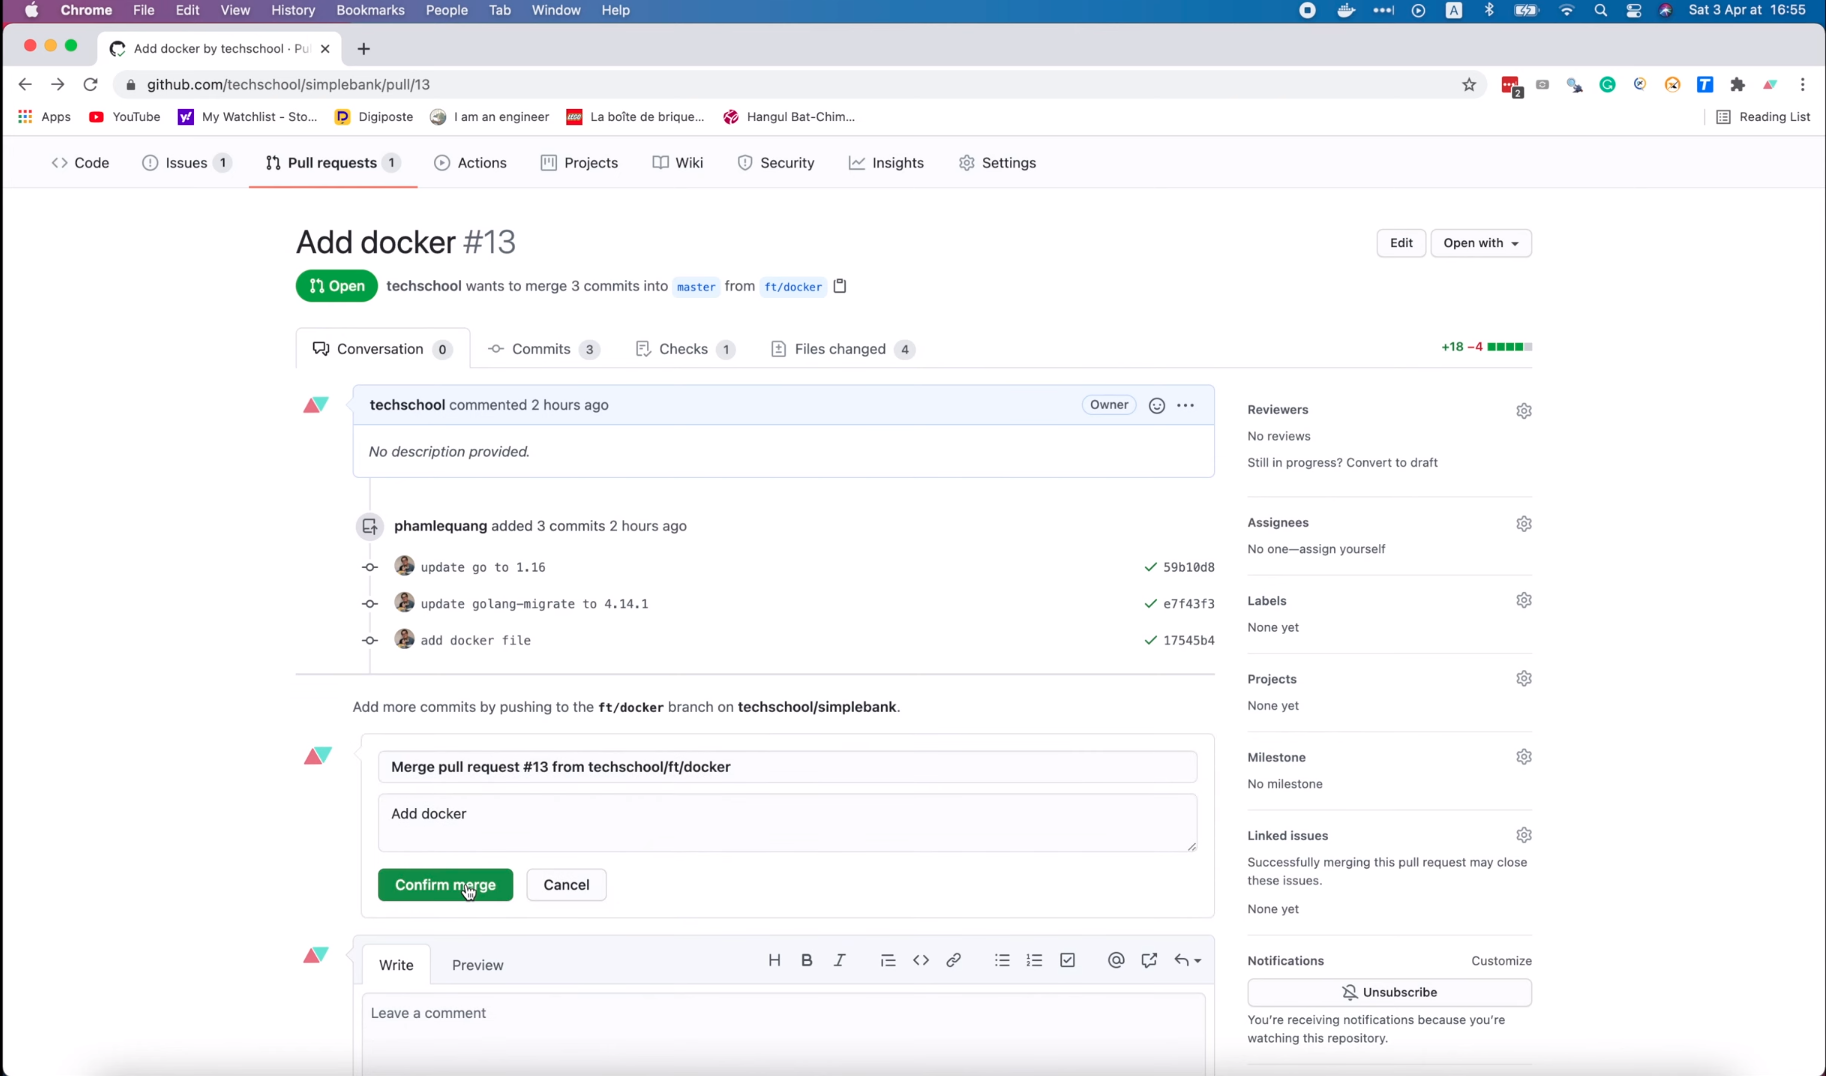 Chrome File Edit View History Bookmarks People Tab Window Help Sat 3 Apr at 16:55
Add docker by techschool · Pu
github.com/techschool/simplebank/pull/13 2
Apps YouTube My Watchlist - Sto... Digiposte I am an engineer La boîte de brique... Hangul Bat-Chim... Reading List
Code Issues 1 Pull requests 1 Actions Projects Wiki Security Insights Settings
Add docker #13
Edit Open with
Open techschool wants to merge 3 commits into master from ft/docker
Conversation 0 Commits 3 Checks 1 Files changed 4
+18 −4
techschool commented 2 hours ago Owner
No description provided.
phamlequang added 3 commits 2 hours ago
update go to 1.16 59b10d8
update golang-migrate to 4.14.1 e7f43f3
add docker file 17545b4
Add more commits by pushing to the ft/docker branch on techschool/simplebank.
Merge pull request #13 from techschool/ft/docker
Add docker
Confirm merge Cancel
Write Preview
Leave a comment
Reviewers
No reviews
Still in progress? Convert to draft
Assignees
No one—assign yourself
Labels
None yet
Projects
None yet
Milestone
No milestone
Linked issues
Successfully merging this pull request may close
these issues.
None yet
Notifications Customize
Unsubscribe
You're receiving notifications because you're
watching this repository.